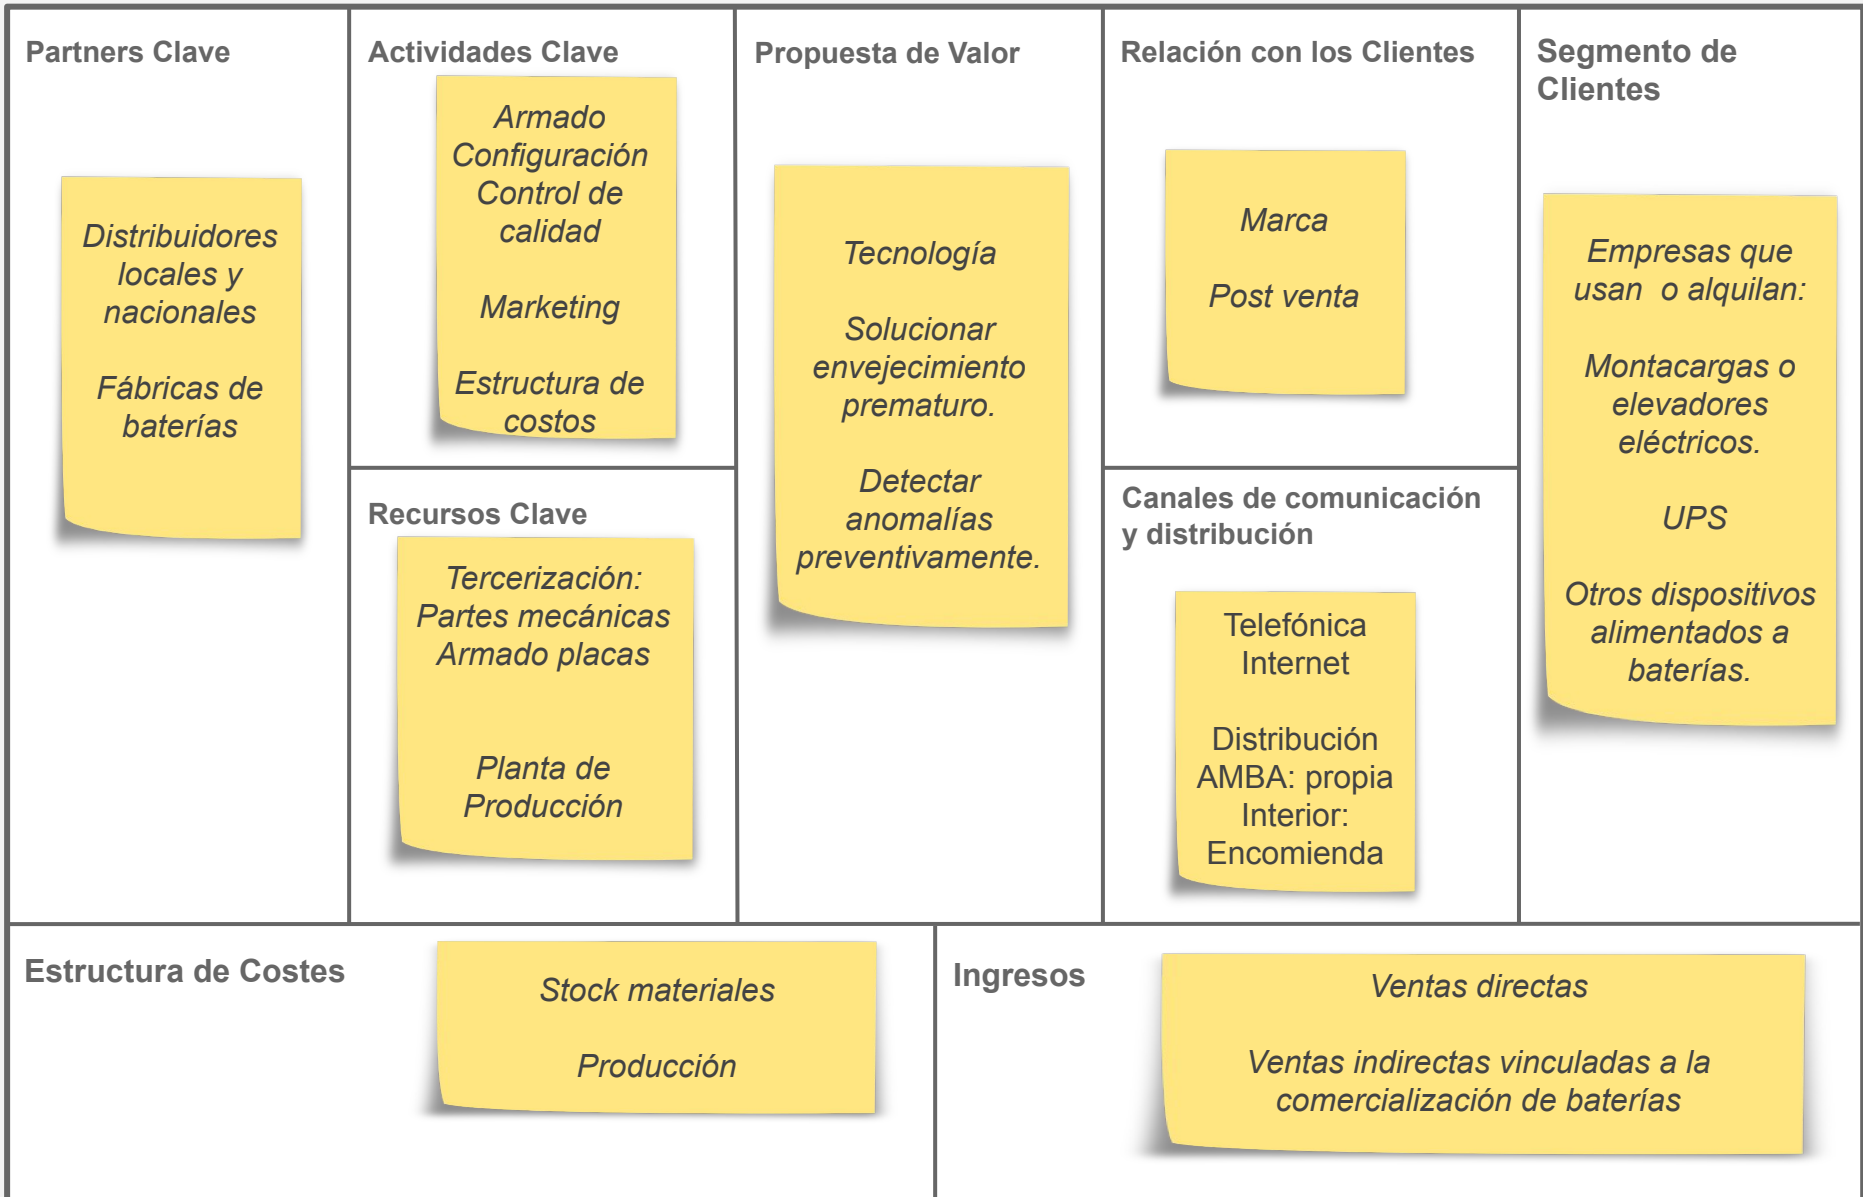 Partners Clave
Distribuidores
locales y
nacionales
Fábricas de
baterías
Actividades Clave
Armado
Configuración
Control de
calidad
Marketing
Estructura de
costos
Recursos Clave
Tercerización:
Partes mecánicas
Armado placas
Planta de
Producción
Propuesta de Valor
Tecnología
Solucionar
envejecimiento
prematuro.
Detectar
anomalías
preventivamente.
Relación con los Clientes
Marca
Post venta
Canales de comunicación
y distribución
Telefónica
Internet
Distribución
AMBA: propia
Interior:
Encomienda
Segmento de
Clientes
Empresas que
usan  o alquilan:
Montacargas o
elevadores
eléctricos.
UPS
Otros dispositivos
alimentados a
baterías.
Estructura de Costes
Stock materiales
Producción
Ingresos
Ventas directas
Ventas indirectas vinculadas a la
comercialización de baterías